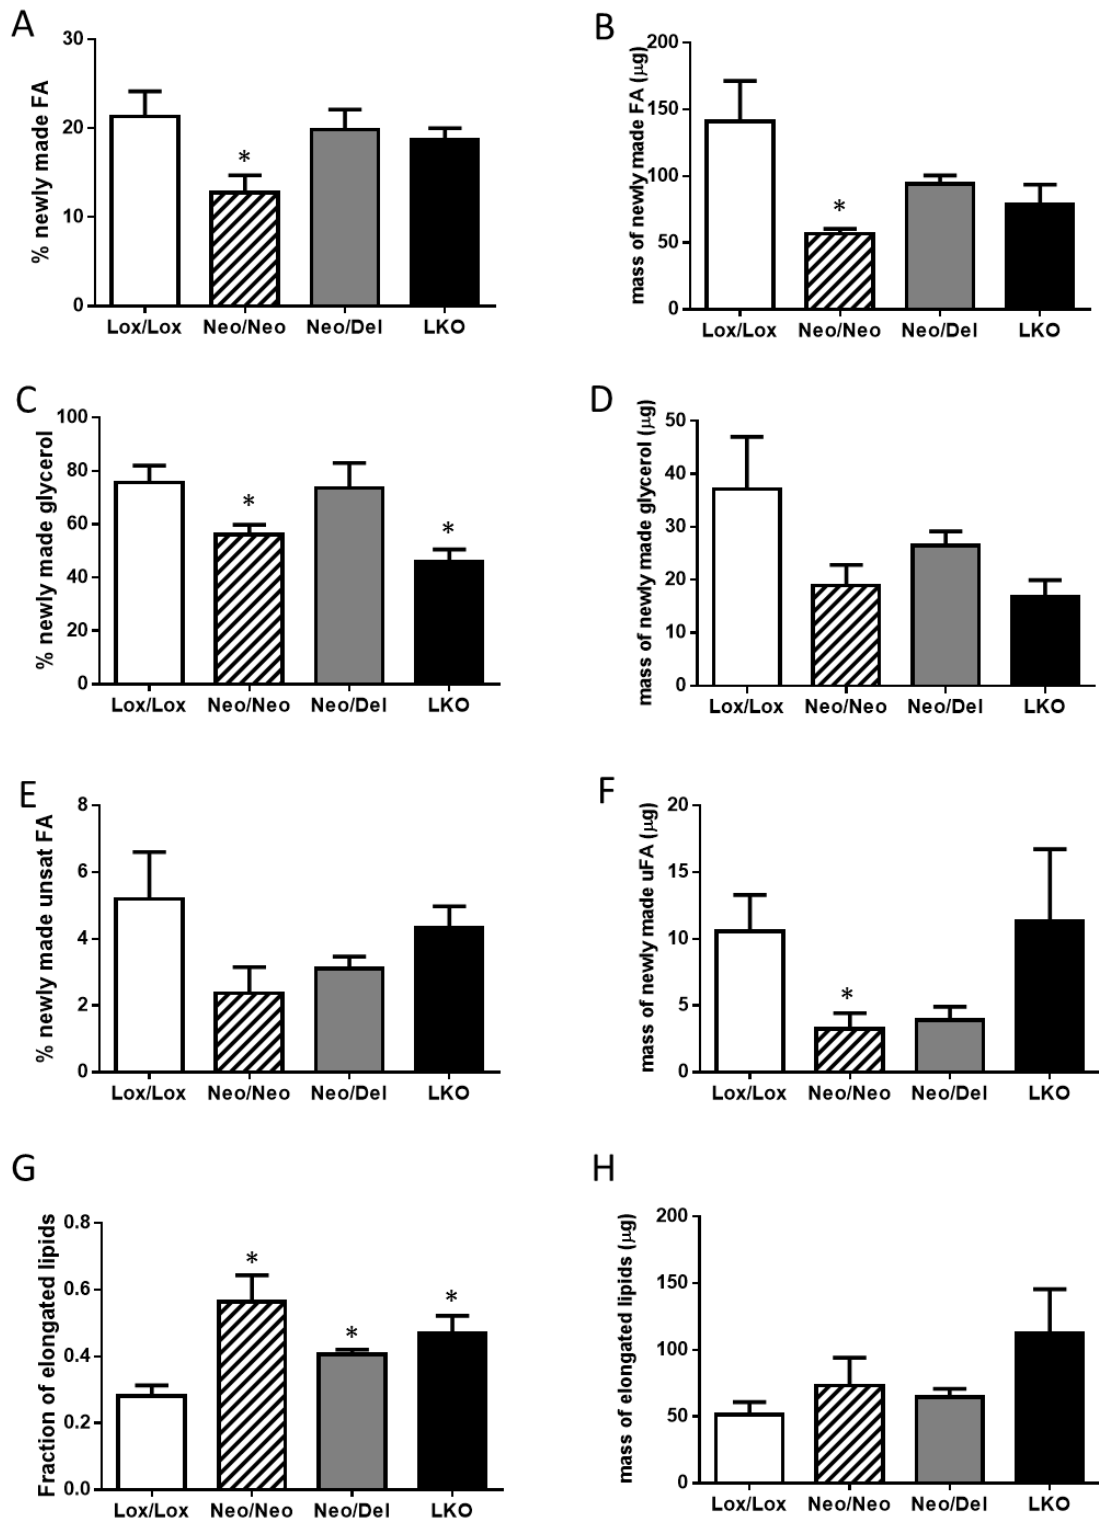 A
% newly made FA
30
20
10
0
*
Lox/Lox Neo/Neo Neo/Del LKO
B
mass of newly made FA (µg)
200
150
100
50
0
*
Lox/Lox Neo/Neo Neo/Del LKO
C
% newly made glycerol
100
80
60
40
20
0
*
*
Lox/Lox Neo/Neo Neo/Del LKO
D
mass of newly made glycerol (µg)
50
40
30
20
10
0
Lox/Lox Neo/Neo Neo/Del LKO
E
% newly made unsat FA
8
6
4
2
0
Lox/Lox Neo/Neo Neo/Del LKO
F
mass of newly made uFA (µg)
20
15
10
5
0
*
Lox/Lox Neo/Neo Neo/Del LKO
G
Fraction of elongated lipids
0.8
0.6
0.4
0.2
0.0
*
*
*
Lox/Lox Neo/Neo Neo/Del LKO
H
mass of elongated lipids (µg)
200
150
100
50
0
Lox/Lox Neo/Neo Neo/Del LKO